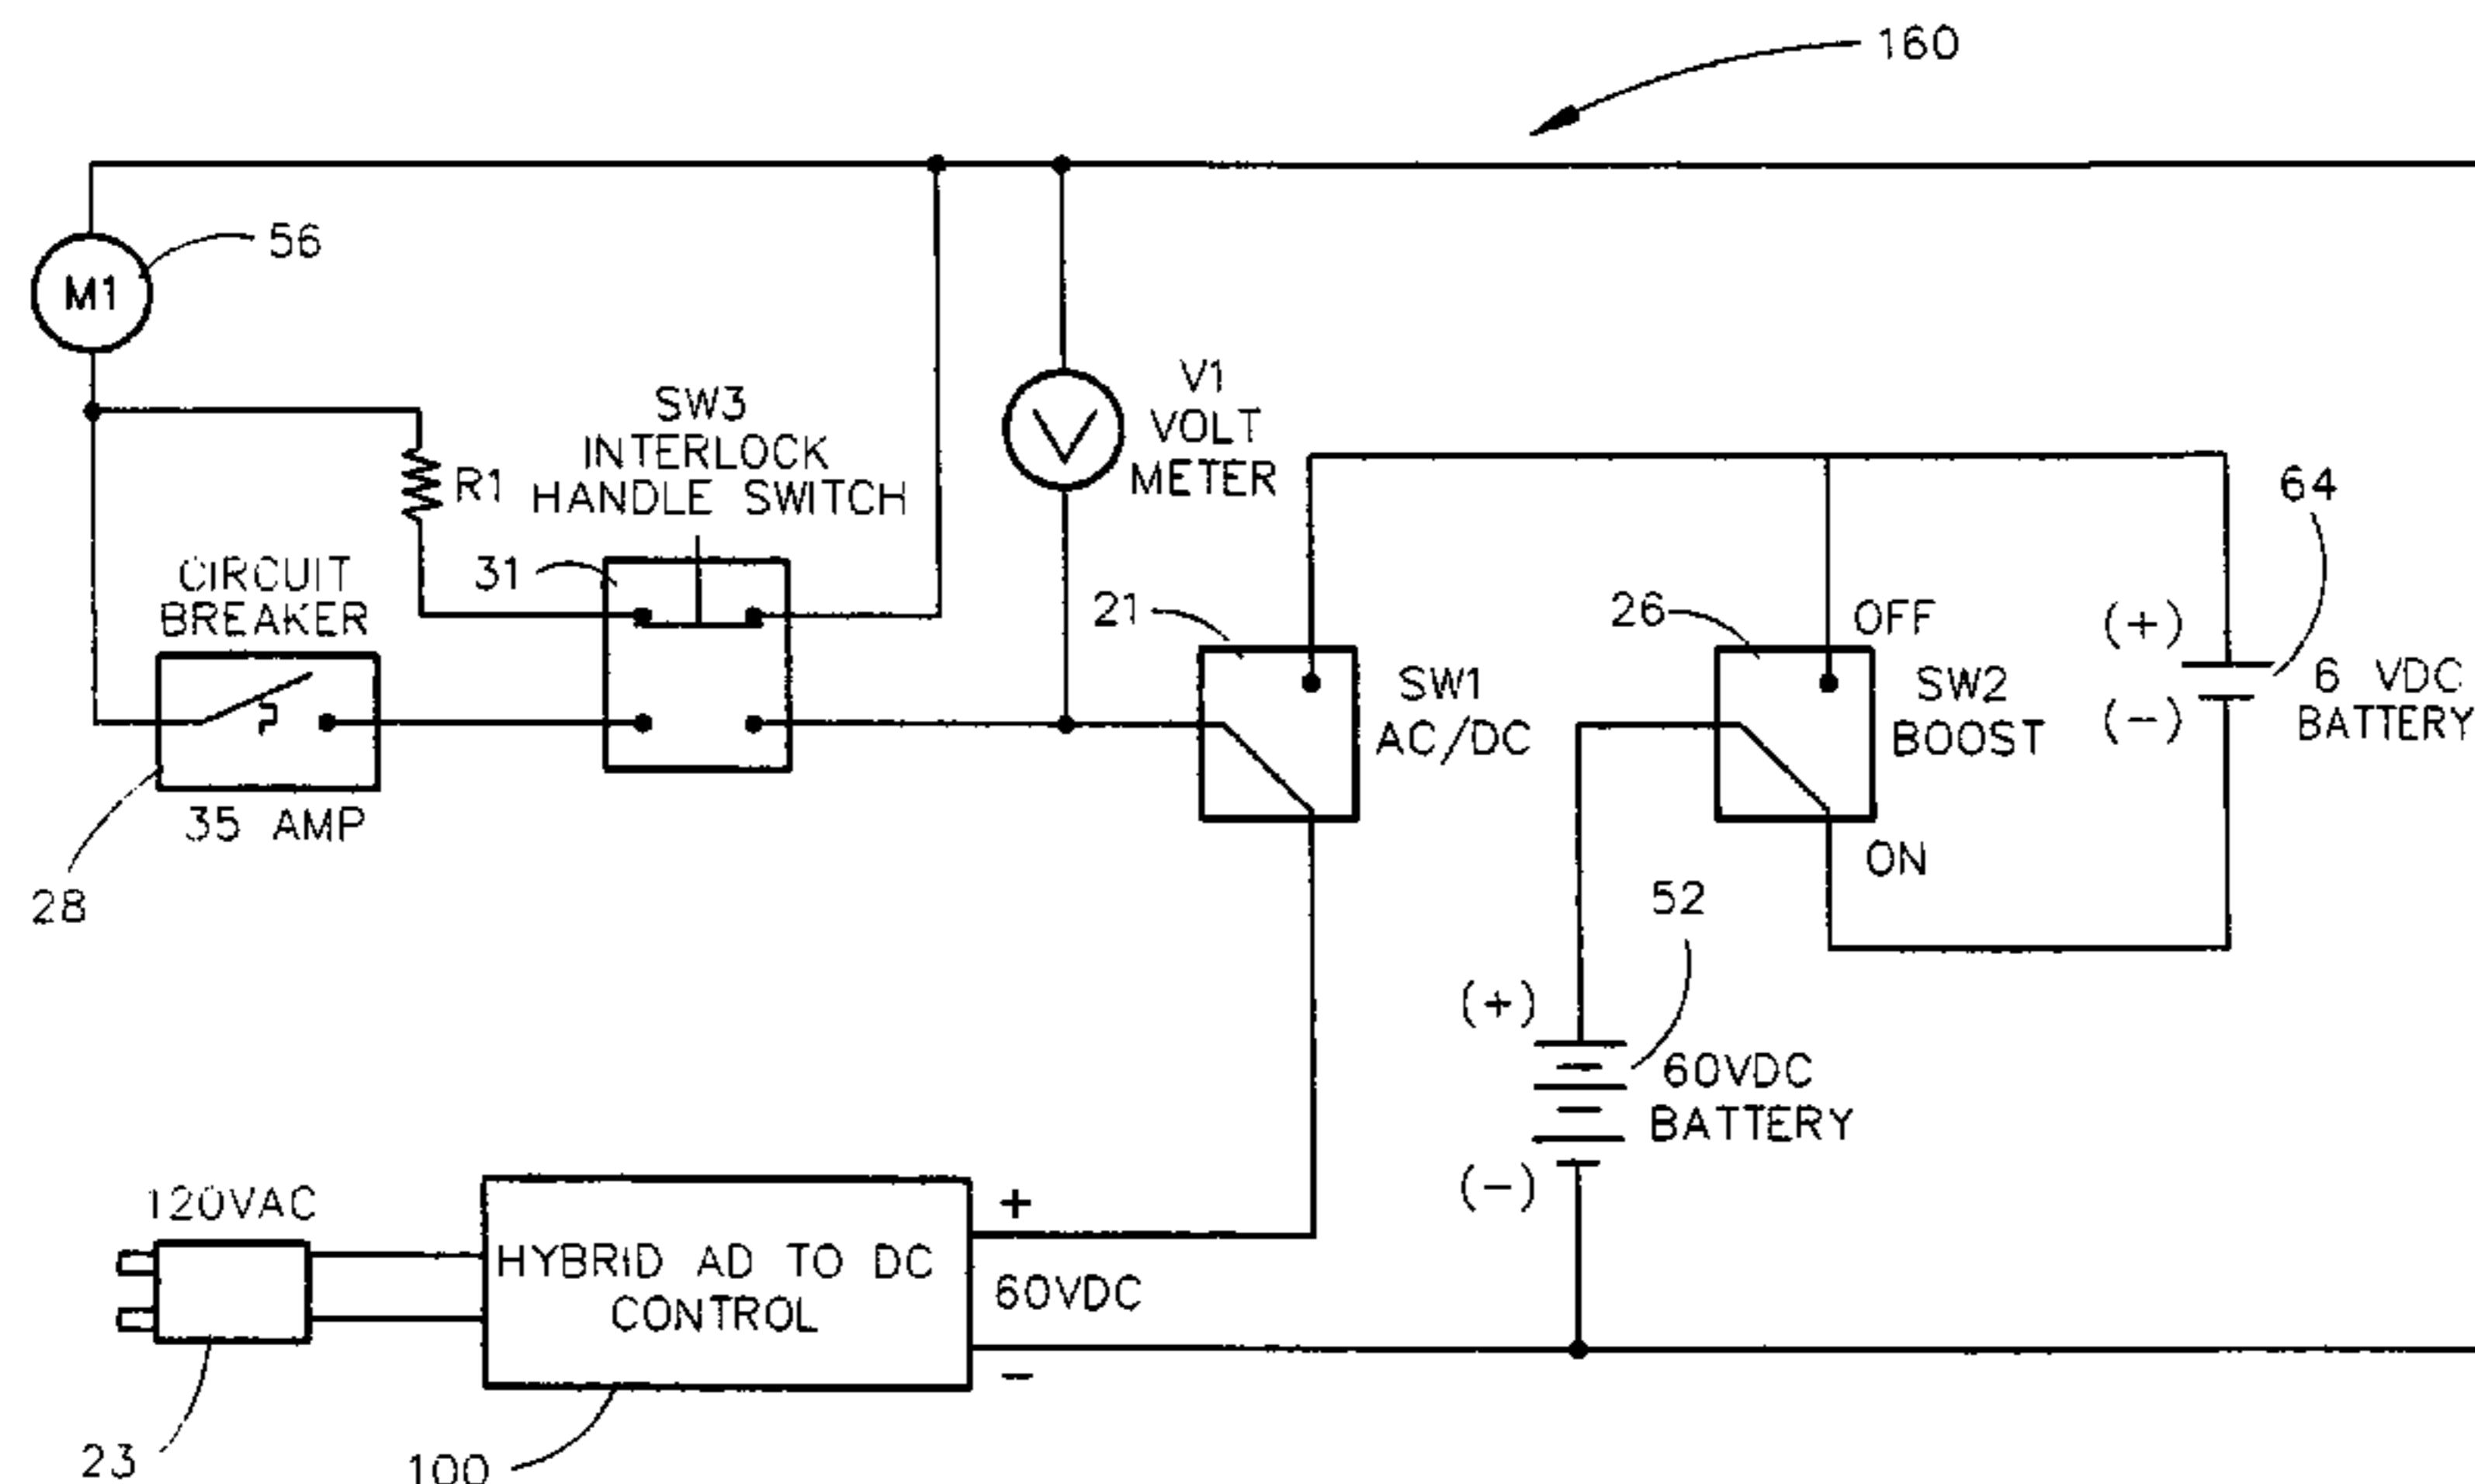 160
56
M1
V1
VOLT
METER
SW3
INTERLOCK
HANDLE SWITCH
R1
64
31
CIRCUIT
BREAKER
21
26
OFF
(+)
SW1
AC/DC
SW2
BOOST
6 VDC
BATTERY
(-)
35 AMP
ON
28
52
(+)
60VDC
BATTERY
(-)
120VAC
+
HYBRID AD TO DC
CONTROL
60VDC
-
23
100